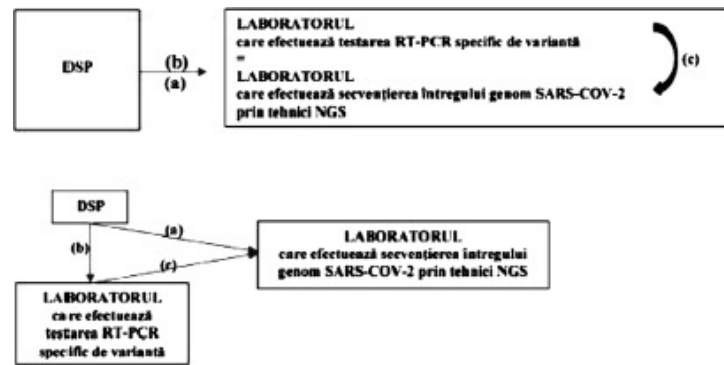 DSP
(b)
(a)
LABORATORUL
care efectuează testarea RT-PCR specific de variantă
=
LABORATORUL
care efectuează secvențierea întregului genom SARS-COV-2
prin tehnici NGS
(c)
DSP
(a)
(b)
(c)
LABORATORUL
care efectuează secvențierea întregului
genom SARS-COV-2 prin tehnici NGS
LABORATORUL
care efectuează
testarea RT-PCR
specific de variantă